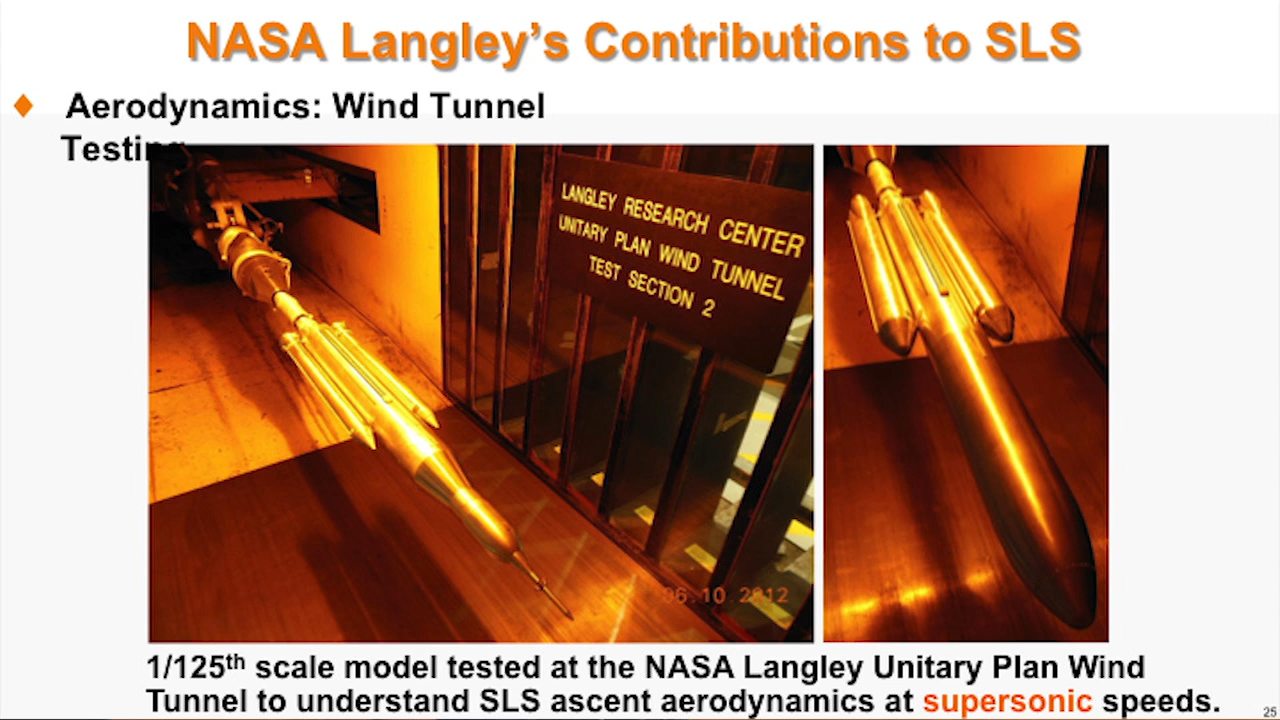 NASA Langley’s Contributions to SLS
♦ Aerodynamics: Wind Tunnel
Testing
LANGLEY RESEARCH CENTER
UNITARY PLAN WIND TUNNEL
TEST SECTION 2
06.10.2012
1/125th scale model tested at the NASA Langley Unitary Plan Wind
Tunnel to understand SLS ascent aerodynamics at supersonic speeds.
25